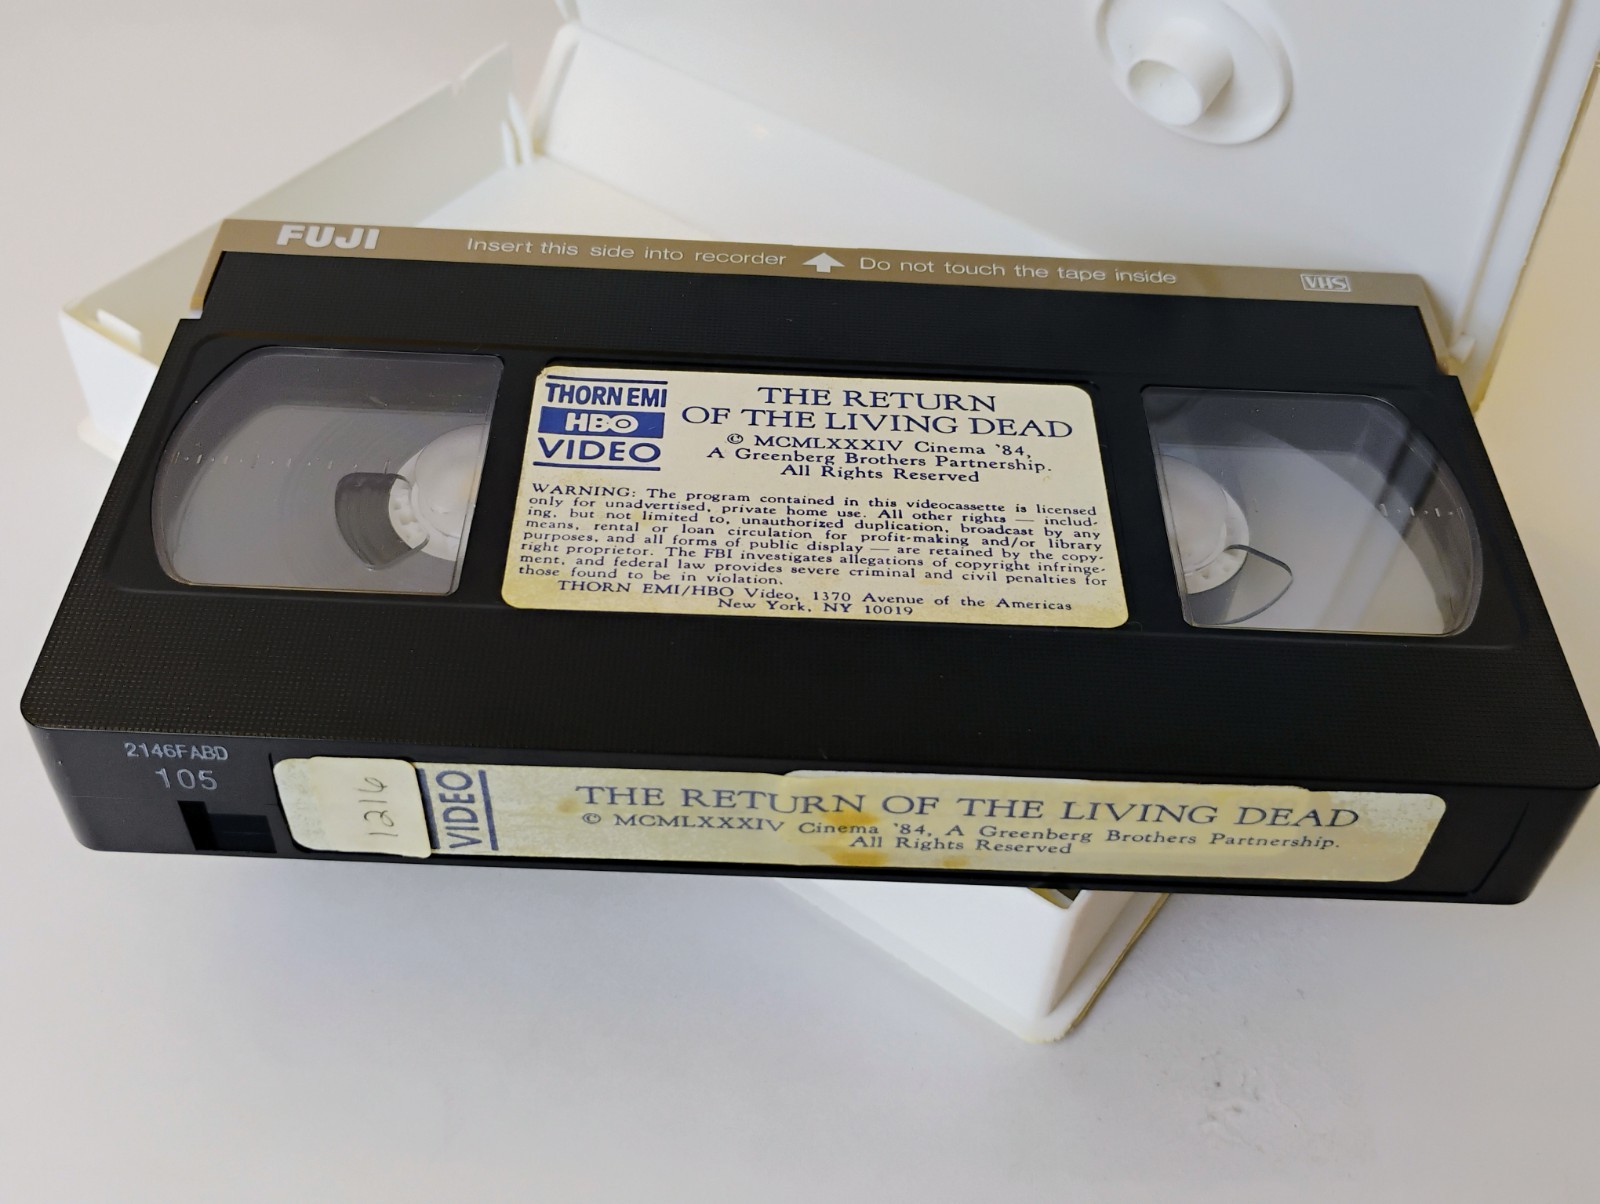 FUJI
Insert this side into recorder
Do not touch the tape inside
VHS
THORN EMI
HBO
VIDEO
THE RETURN
OF THE LIVING DEAD
© MCMLXXXIV Cinema '84,
A Greenberg Brothers Partnership.
All Rights Reserved
WARNING: The program contained in this videocassette is licensed
only for unadvertised, private home use. All other rights — includ-
ing, but not limited to, unauthorized duplication, broadcast by any
means, rental or loan circulation for profit-making and/or library
purposes, and all forms of public display — are retained by the copy-
right proprietor. The FBI investigates allegations of copyright infringe-
ment, and federal law provides severe criminal and civil penalties for
those found to be in violation.
THORN EMI/HBO Video, 1370 Avenue of the Americas
New York, NY 10019
2146FABD
105
1216
VIDEO
THE RETURN OF THE LIVING DEAD
© MCMLXXXIV Cinema '84, A Greenberg Brothers Partnership.
All Rights Reserved